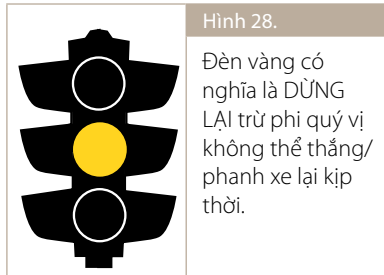 Hình 28.
Đèn vàng có
nghĩa là DỪNG
LẠI trừ phi quý vị
không thể thắng/
phanh xe lại kịp
thời.